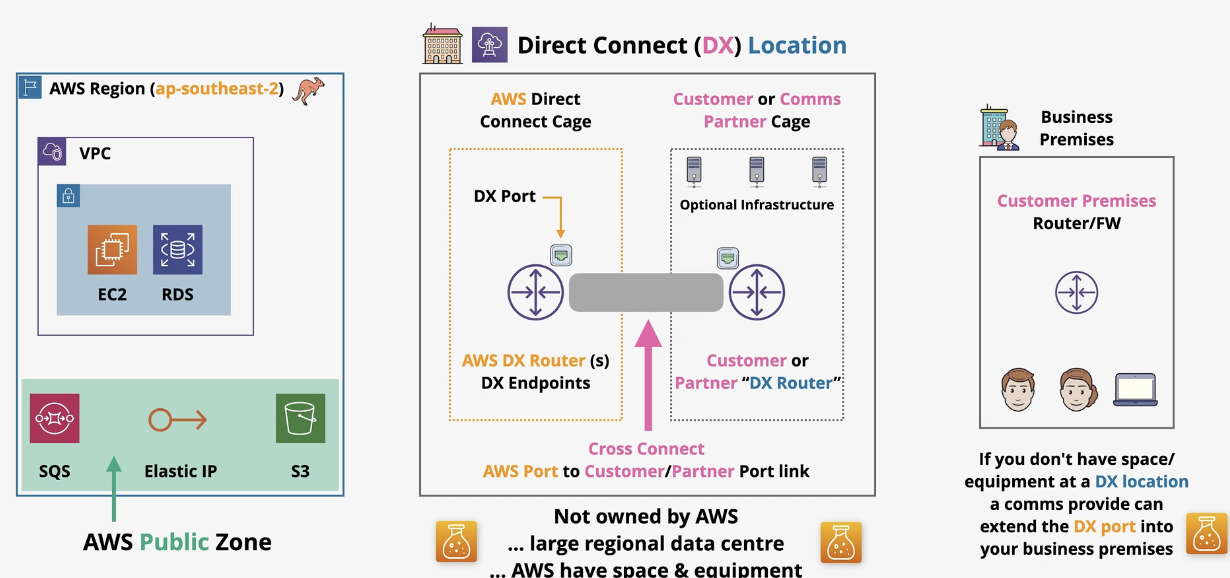 Direct Connect (DX) Location
AWS Region (ap-southeast-2)
VPC
EC2
RDS
SQS
Elastic IP
S3
AWS Public Zone
AWS Direct
Connect Cage
DX Port
AWS DX Router (s)
DX Endpoints
Customer or Comms
Partner Cage
Optional Infrastructure
Customer or
Partner “DX Router”
Cross Connect
AWS Port to Customer/Partner Port link
Not owned by AWS
... large regional data centre
... AWS have space & equipment
Business
Premises
Customer Premises
Router/FW
If you don't have space/
equipment at a DX location
a comms provide can
extend the DX port into
your business premises